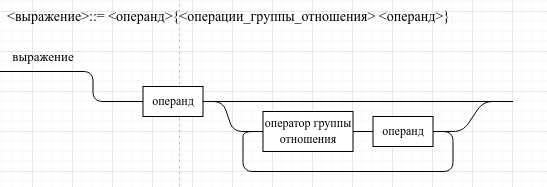 <выражение>::= <операнд>{<операции_группы_отношения> <операнд>}
выражение
операнд
оператор группы
отношения
операнд